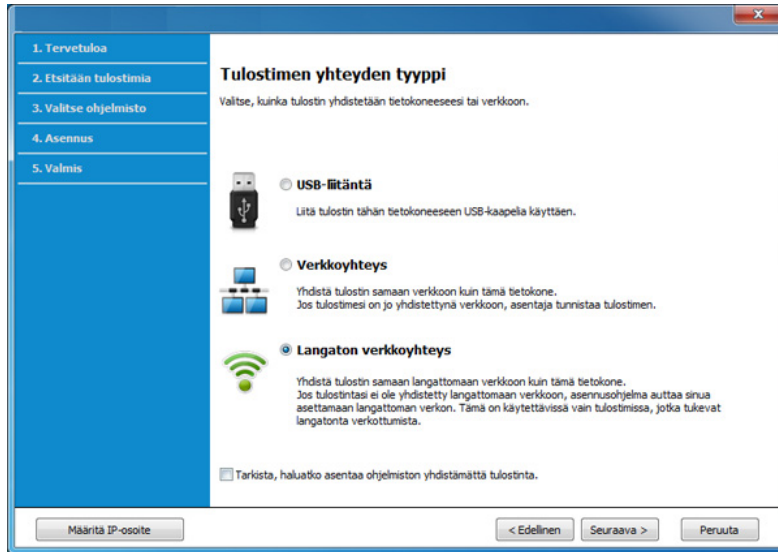 1. Tervetuloa
2. Etsitään tulostimia
3. Valitse ohjelmisto
4. Asennus
5. Valmis
Tulostimen yhteyden tyyppi
Valitse, kuinka tulostin yhdistetään tietokoneeseesi tai verkkoon.
USB-liitäntä
Liitä tulostin tähän tietokoneeseen USB-kaapelia käyttäen.
Verkkoyhteys
Yhdistä tulostin samaan verkkoon kuin tämä tietokone.
Jos tulostimesi on jo yhdistettynä verkkoon, asentaja tunnistaa tulostimen.
Langaton verkkoyhteys
Yhdistä tulostin samaan langattomaan verkkoon kuin tämä tietokone.
Jos tulostintasi ei ole yhdistetty langattomaan verkkoon, asennusohjelma auttaa sinua
asettamaan langattoman verkon. Tämä on käytettävissä vain tulostimissa, jotka tukevat
langatonta verkottumista.
Tarkista, haluatko asentaa ohjelmiston yhdistämättä tulostinta.
Määritä IP-osoite
< Edellinen
Seuraava >
Peruuta